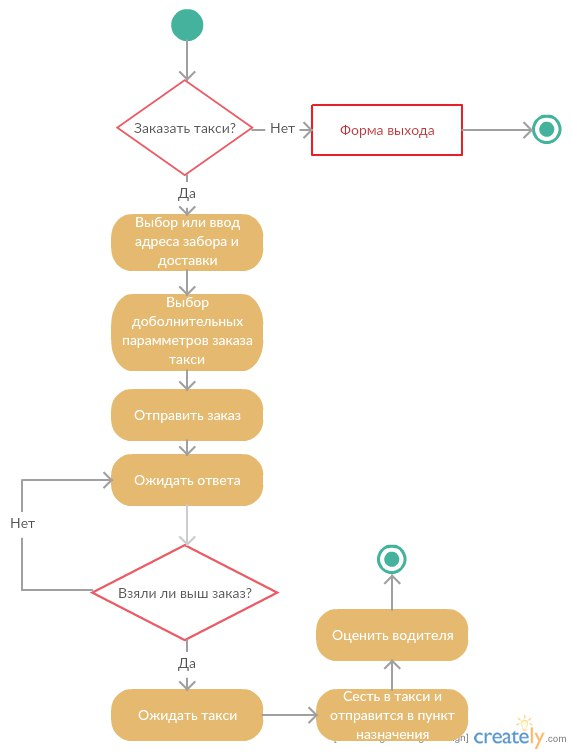 Заказать такси?
Нет
Форма выхода
Да
Выбор или ввод
адреса забора и
доставки
Выбор
доболнительных
парамметров заказа
такси
Отправить заказ
Ожидать ответа
Нет
Взяли ли выш заказ?
Да
Оценить водителя
Ожидать такси
Сесть в такси и
отправится в пункт
назначения
creately.com